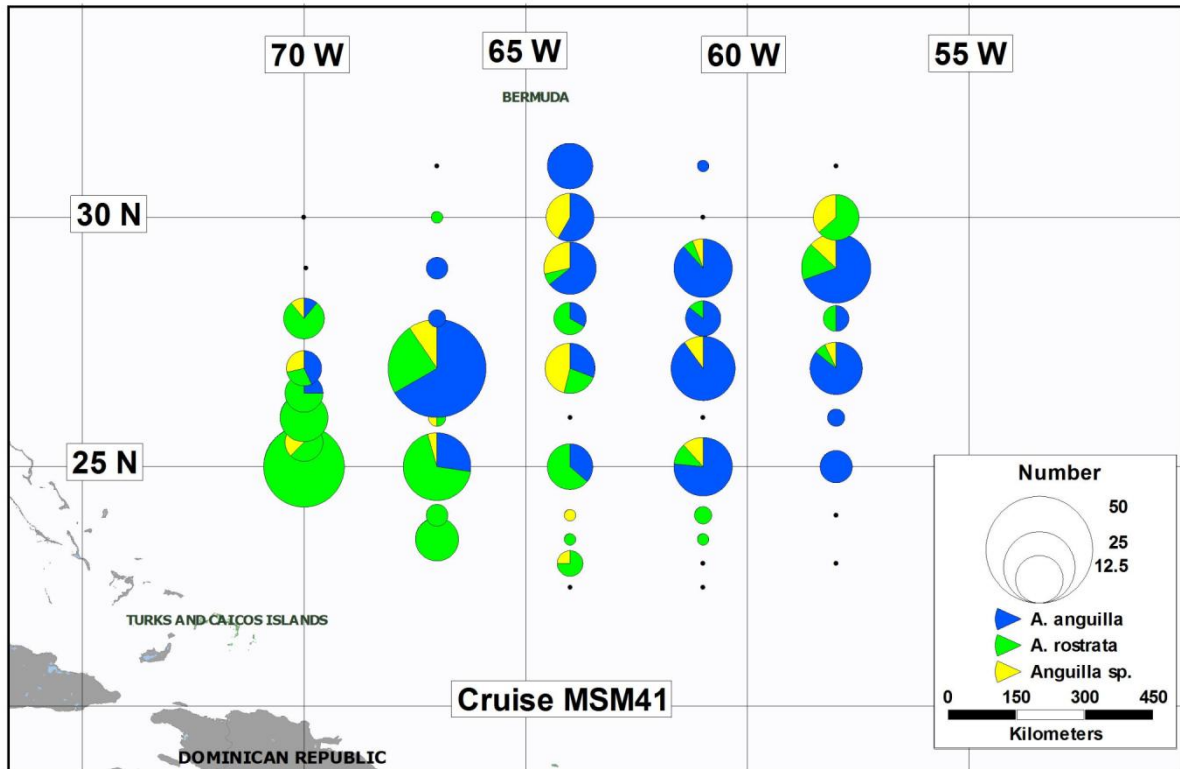 70 W
65 W
60 W
55 W
BERMUDA
30 N
25 N
TURKS AND CAICOS ISLANDS
Cruise MSM41
DOMINICAN REPUBLIC
Number
50
25
12.5
A. anguilla
A. rostrata
Anguilla sp.
0 150 300 450
Kilometers